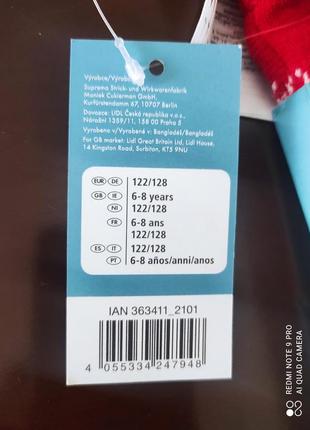 Výrobce/Výrobca:
Suprema Strick- und Wirkwarenfabrik
Maniek Cukierman GmbH,
Kurfürstendamm 67, 10707 Berlin
Dovozce: LIDL Česká republika v.o.s.,
Nárožní 1359/11, 158 00 Praha 5
Vyrobeno v/Vyrobené v: Bangladéš/Bangladéš
For GB market: Lidl Great Britain Ltd, Lidl House,
14 Kingston Road, Surbiton, KT5 9NU
EUR DE 122/128
GB IE 6-8 years
NI 122/128
FR 6-8 ans
122/128
ES IT 122/128
PT 6-8 años/anni/anos
IAN 363411_2101
4 055334 247948
REDMI NOTE 9 PRO
AI QUAD CAMERA